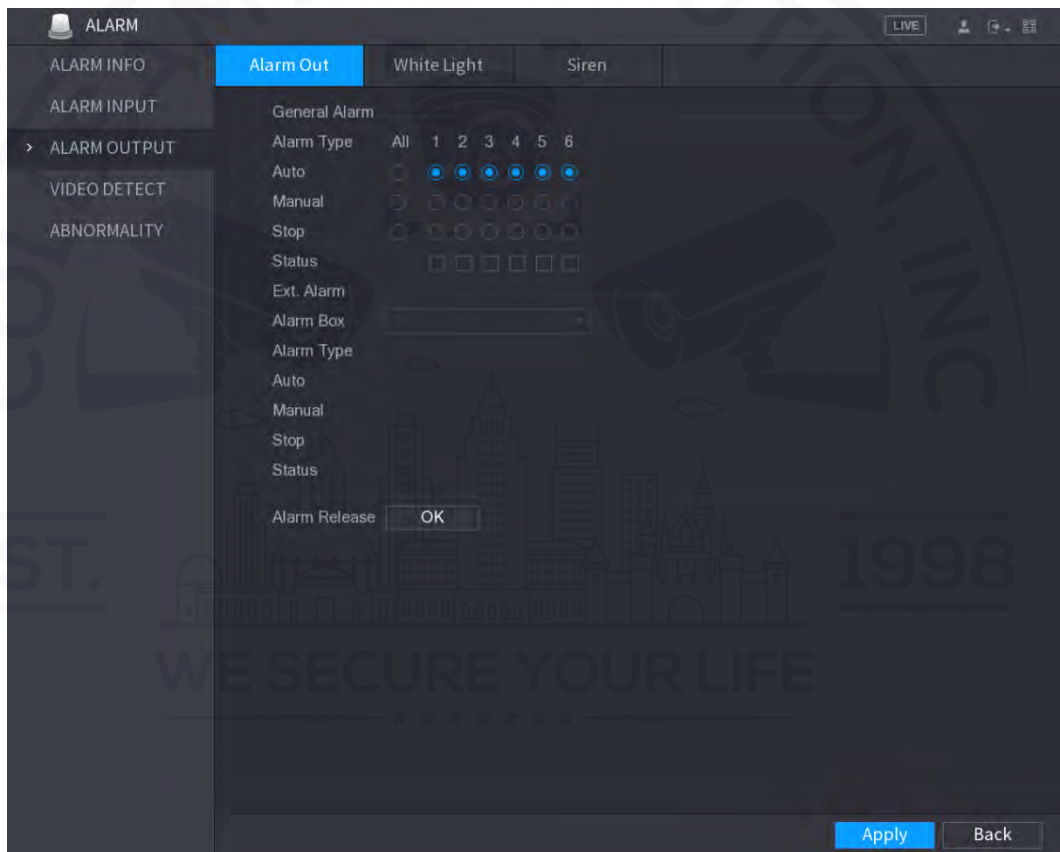 ALARM
LIVE
ALARM INFO
ALARM INPUT
ALARM OUTPUT
VIDEO DETECT
ABNORMALITY
Alarm Out White Light Siren
General Alarm
Alarm Type All 1 2 3 4 5 6
Auto
Manual
Stop
Status
Ext. Alarm
Alarm Box
Alarm Type
Auto
Manual
Stop
Status
Alarm Release OK
EST. 1998
WE SECURE YOUR LIFE
Apply Back